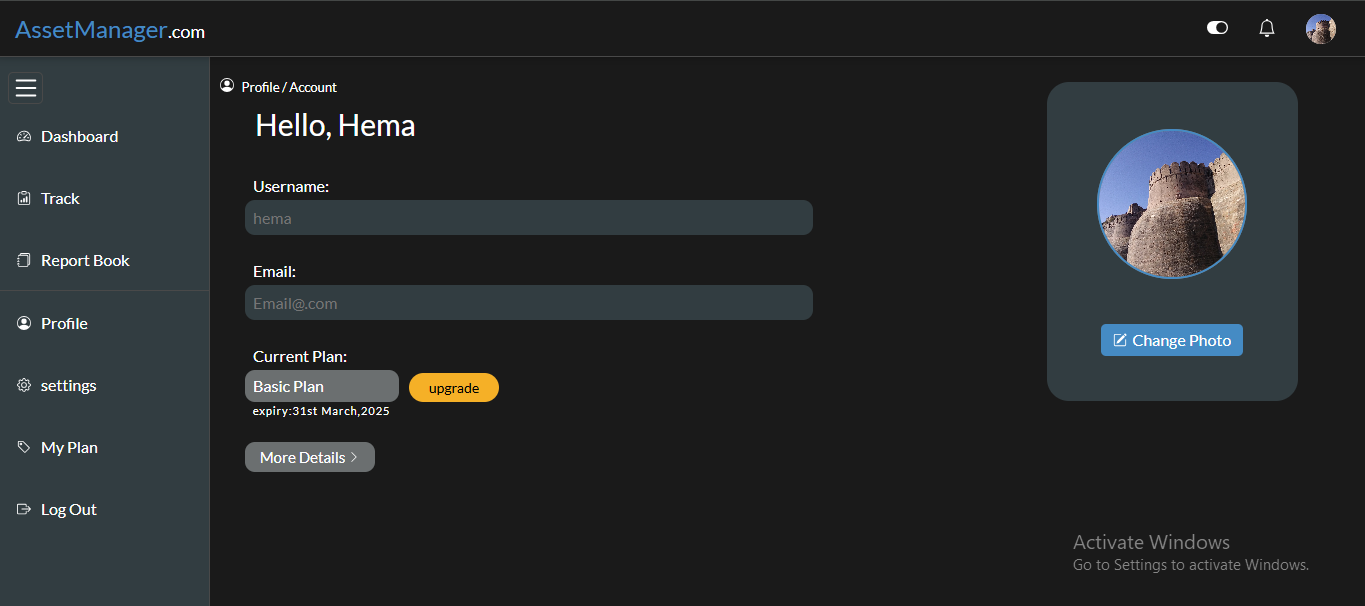 AssetManager.com
Dashboard
Track
Report Book
Profile
settings
My Plan
Log Out
Profile / Account
Hello, Hema
Username:
hema
Email:
Email@.com
Current Plan:
Basic Plan
upgrade
expiry:31st March,2025
More Details
Change Photo
Activate Windows
Go to Settings to activate Windows.